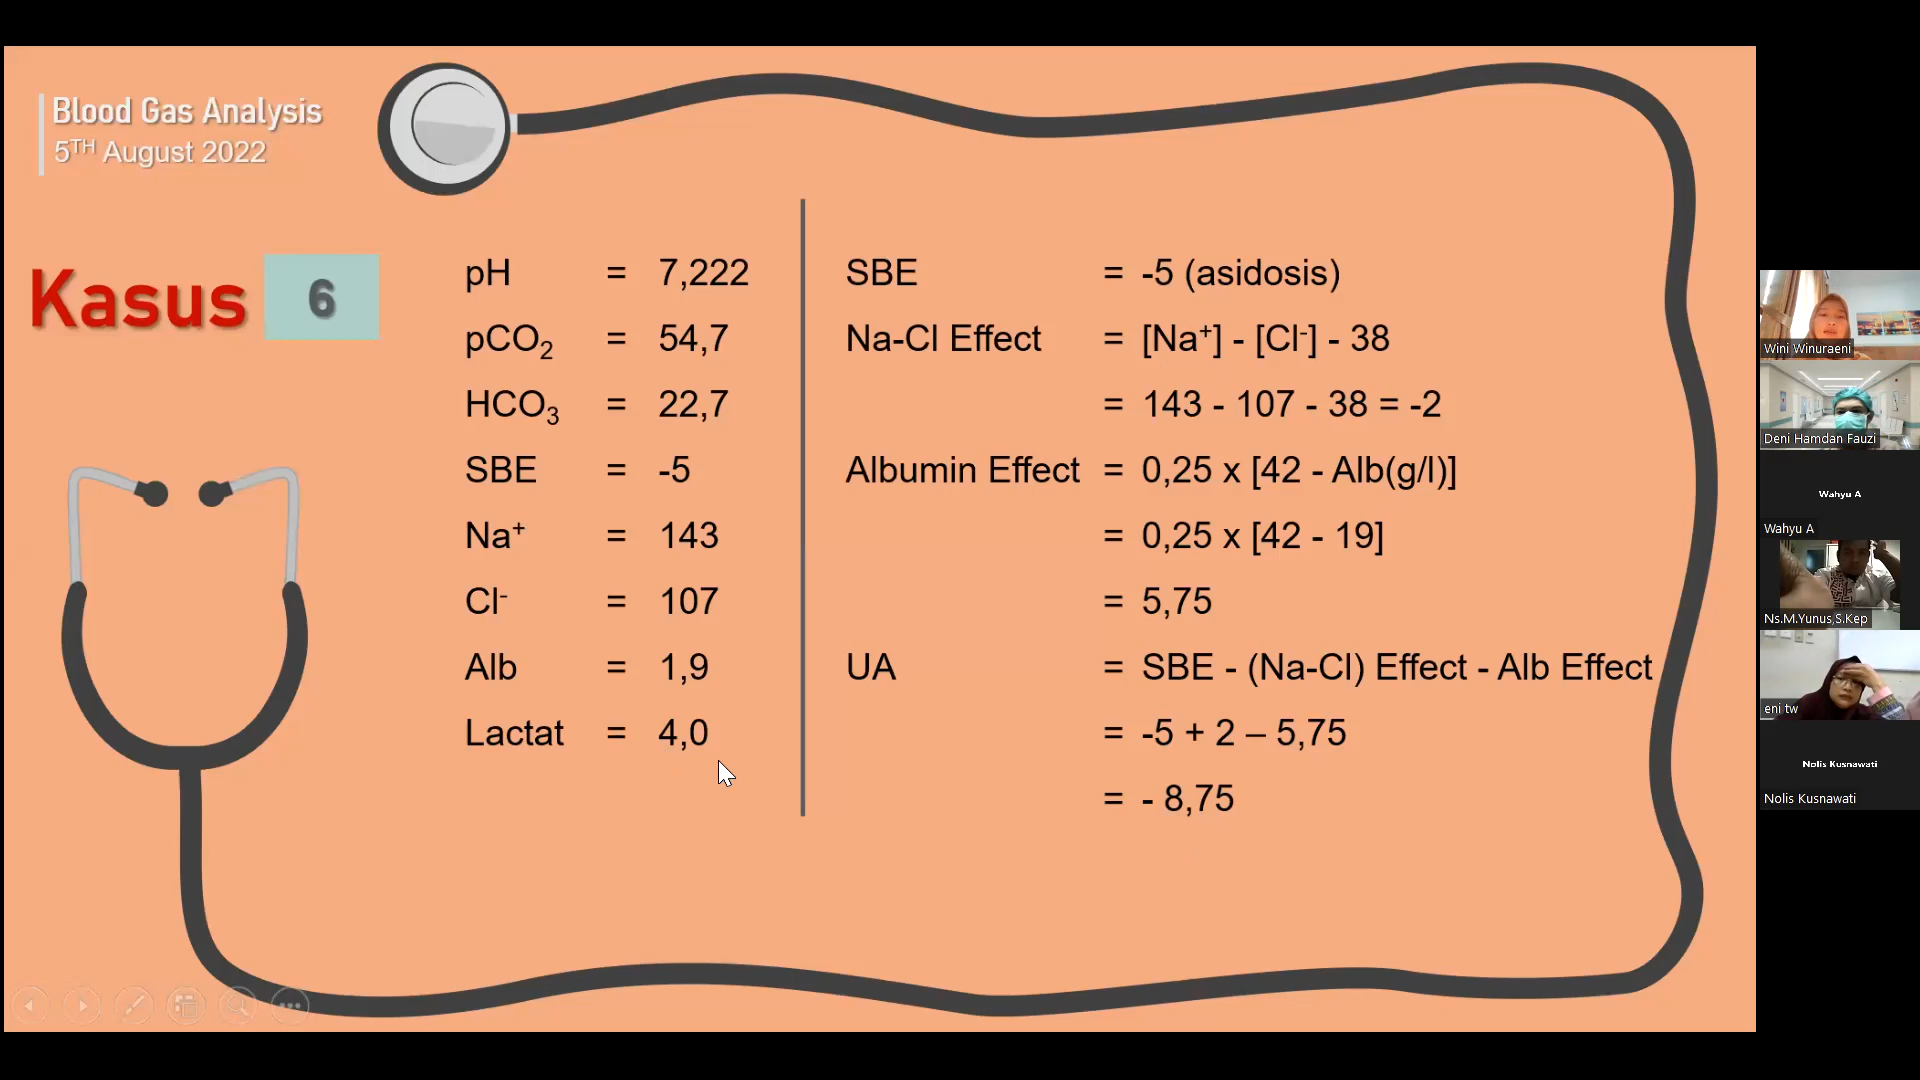 Blood Gas Analysis
5TH August 2022
Kasus 6
pH = 7,222
pCO2 = 54,7
HCO3 = 22,7
SBE = -5
Na+ = 143
Cl- = 107
Alb = 1,9
Lactat = 4,0
SBE = -5 (asidosis)
Na-Cl Effect = [Na+] - [Cl-] - 38
= 143 - 107 - 38 = -2
Albumin Effect = 0,25 x [42 - Alb(g/l)]
= 0,25 x [42 - 19]
= 5,75
UA = SBE - (Na-Cl) Effect - Alb Effect
= -5 + 2 – 5,75
= - 8,75
Wini Winuraeni
Deni Hamdan Fauzi
Wahyu A
Wahyu A
Ns.M.Yunus,S.Kep
eni tw
Nolis Kusnawati
Nolis Kusnawati